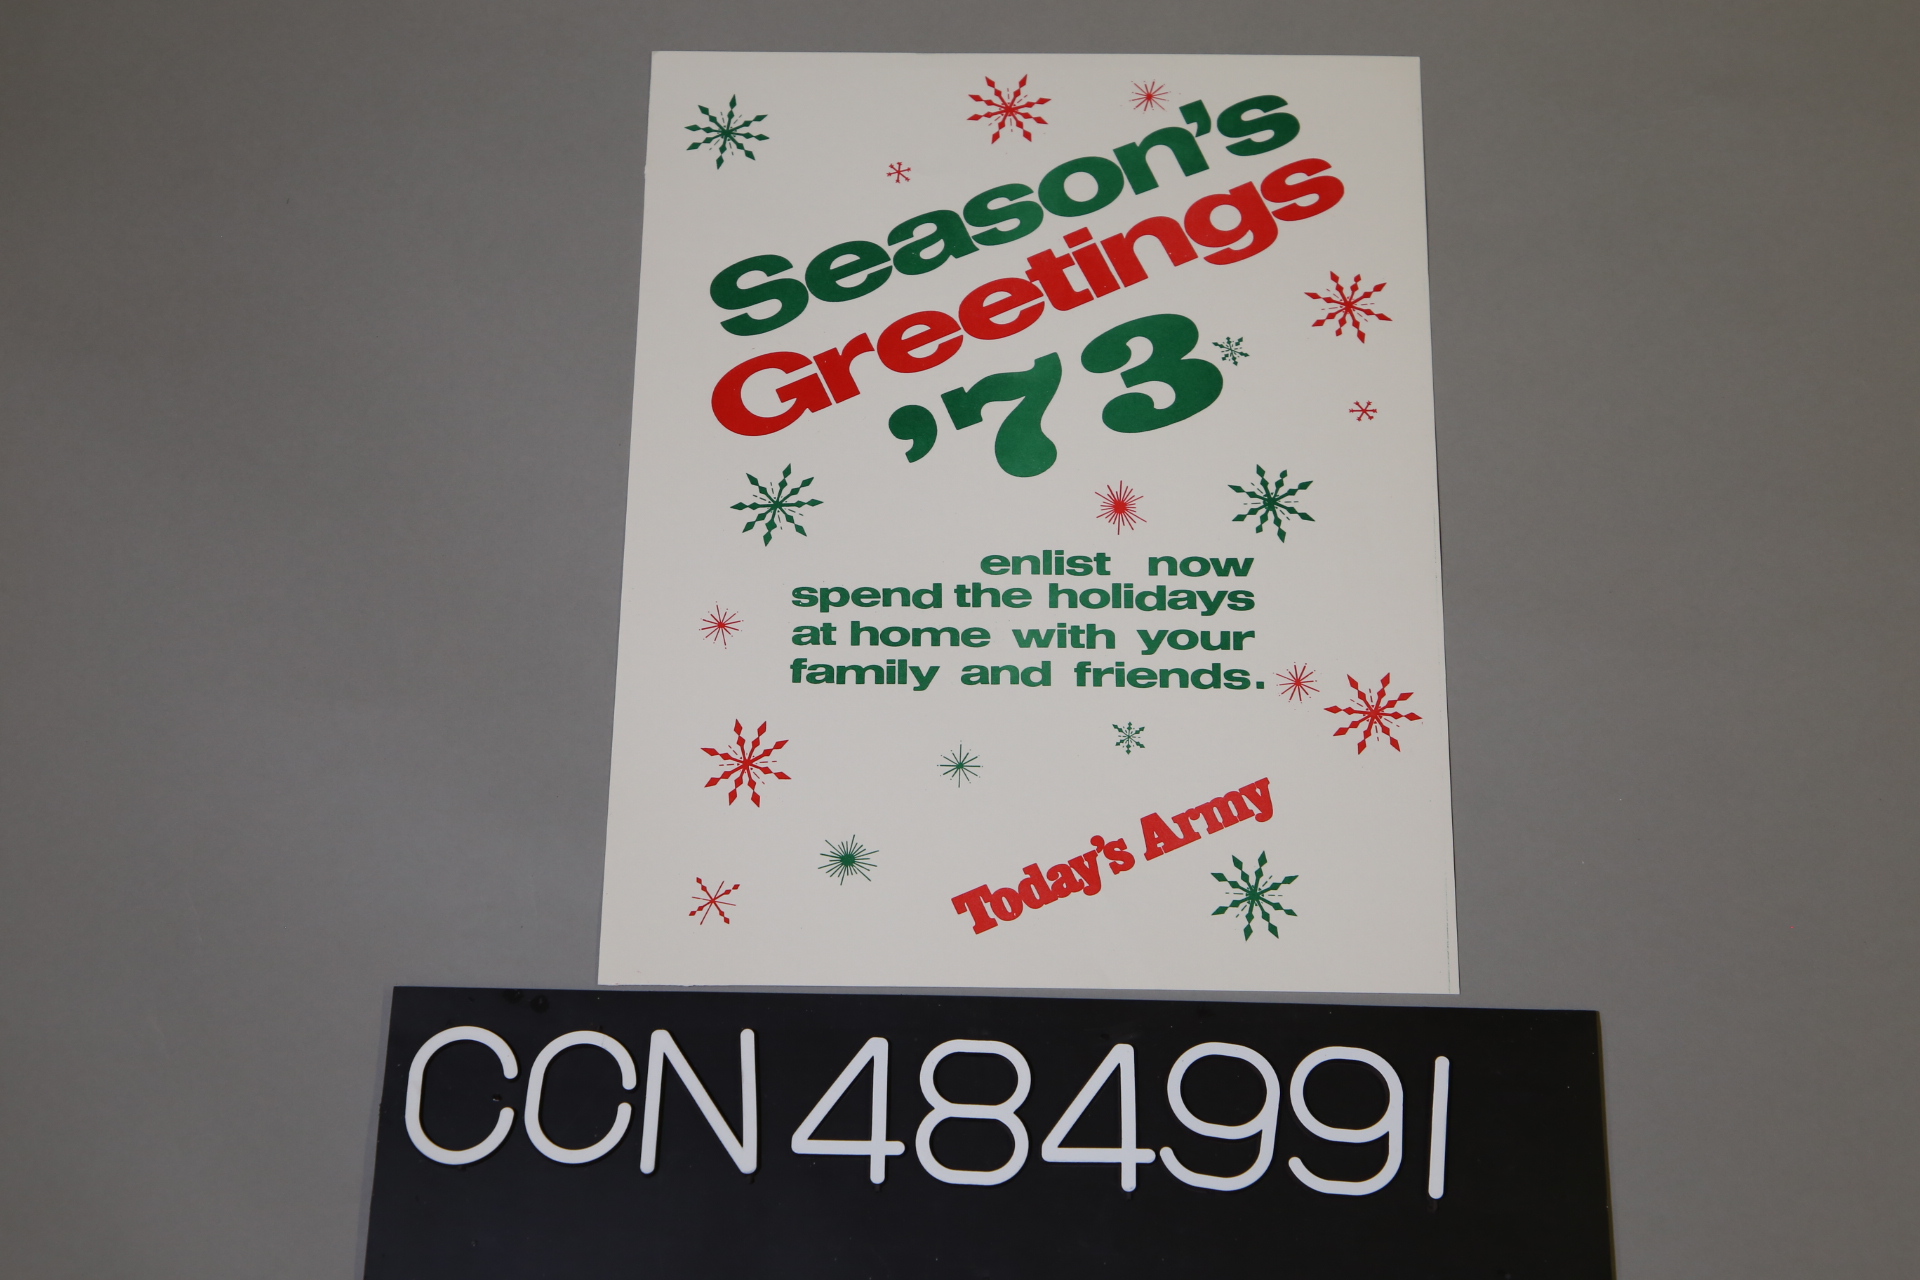 Season's
Greetings
'73
enlist now
spend the holidays
at home with your
family and friends.
Today's Army
CCN 484991